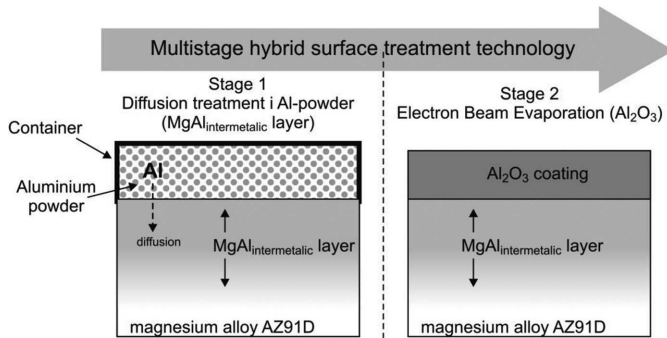 Multistage hybrid surface treatment technology
Stage 1
Diffusion treatment i Al-powder
(MgAlintermetalic layer)
Container
Aluminium
powder
Al
diffusion
MgAlintermetalic layer
magnesium alloy AZ91D
Stage 2
Electron Beam Evaporation (Al2O3)
Al2O3 coating
MgAlintermetalic layer
magnesium alloy AZ91D